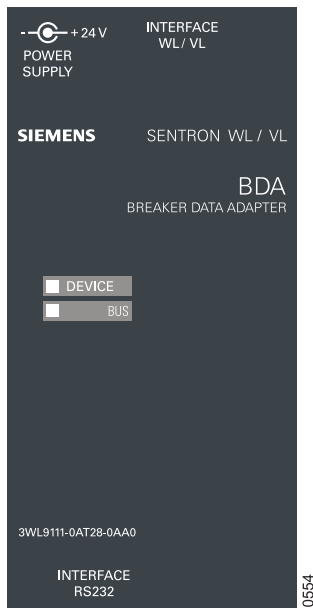 - + 24 V
POWER
SUPPLY
INTERFACE
WL / VL
SIEMENS
SENTRON WL / VL
BDA
BREAKER DATA ADAPTER
DEVICE
BUS
3WL9111-0AT28-0AA0
INTERFACE
RS232
0554